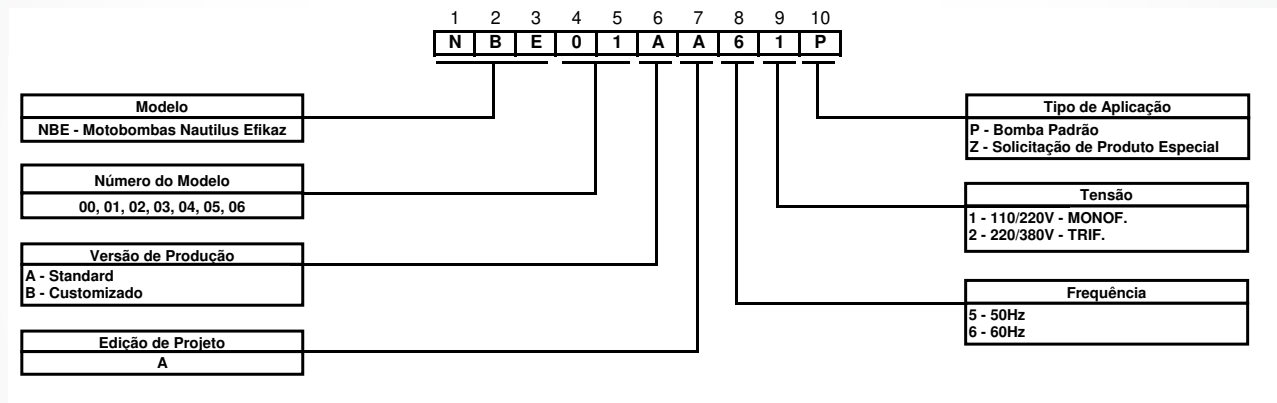 1 2 3 4 5 6 7 8 9 10
N B E 0 1 A A 6 1 P
Modelo
NBE - Motobombas Nautilus Efikaz
Número do Modelo
00, 01, 02, 03, 04, 05, 06
Versão de Produção
A - Standard
B - Customizado
Edição de Projeto
A
Tipo de Aplicação
P - Bomba Padrão
Z - Solicitação de Produto Especial
Tensão
1 - 110/220V - MONOF.
2 - 220/380V - TRIF.
Frequência
5 - 50Hz
6 - 60Hz